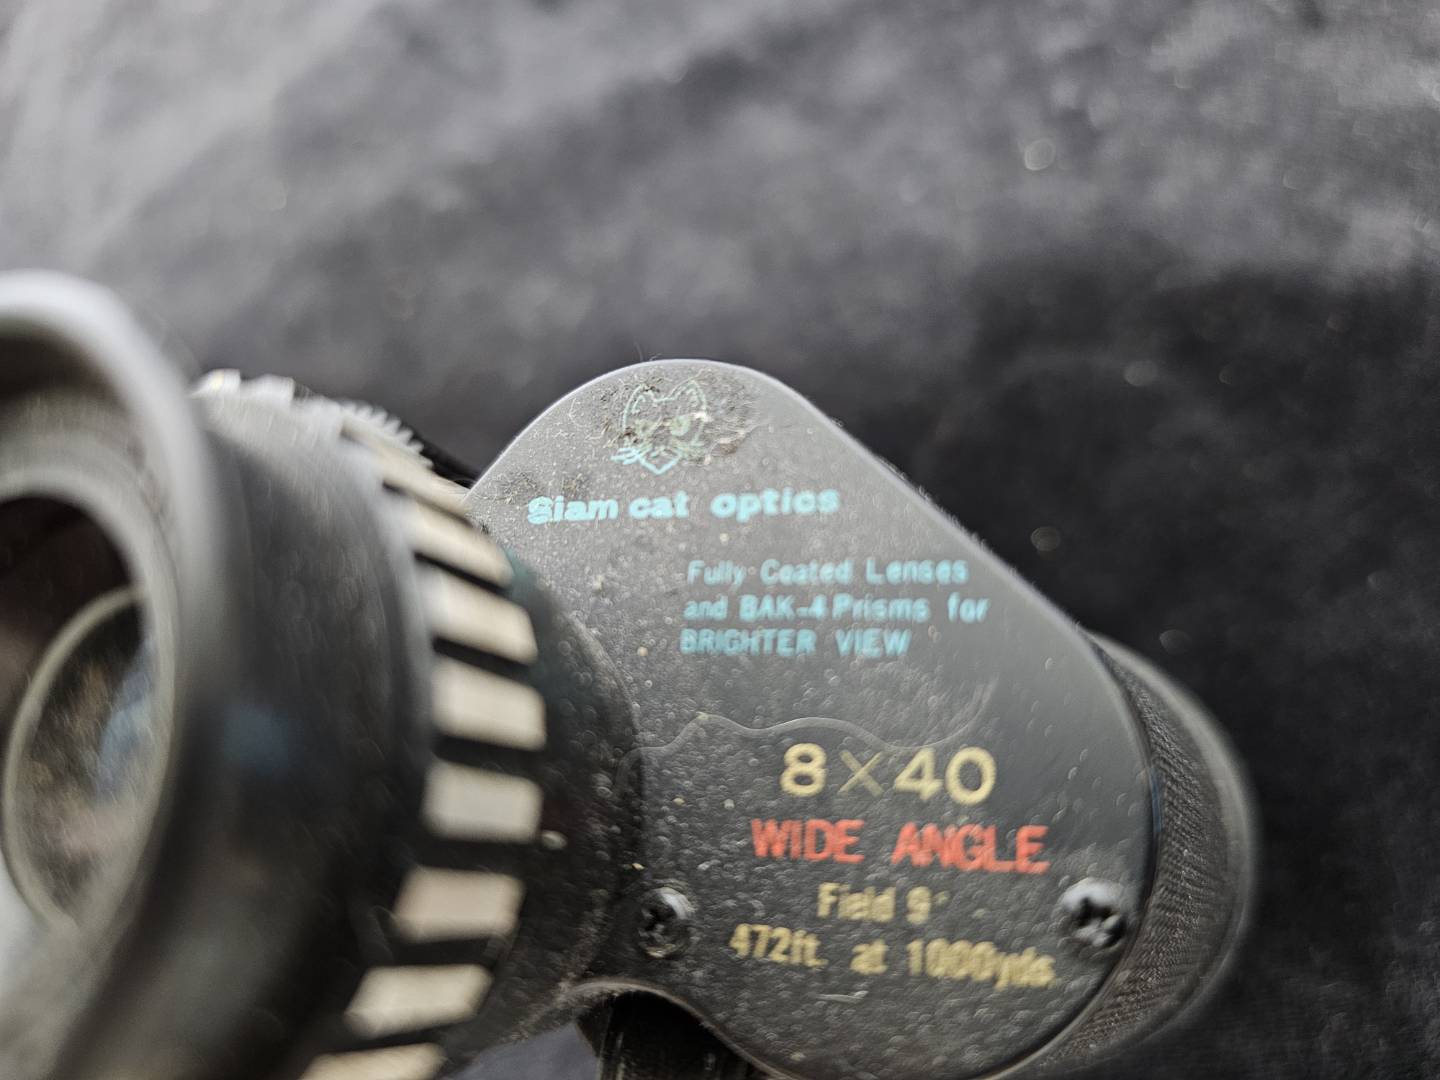 Siam cat optics
Fully Coated Lenses
and BAK-4 Prisms for
BRIGHTER VIEW
8×40
WIDE ANGLE
Field 9°
472ft. at 1000yds.